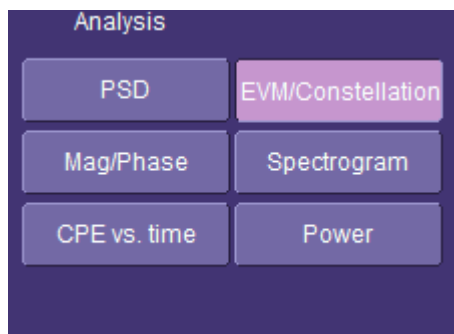 Analysis
PSD
EVM/Constellation
Mag/Phase
Spectrogram
CPE vs. time
Power